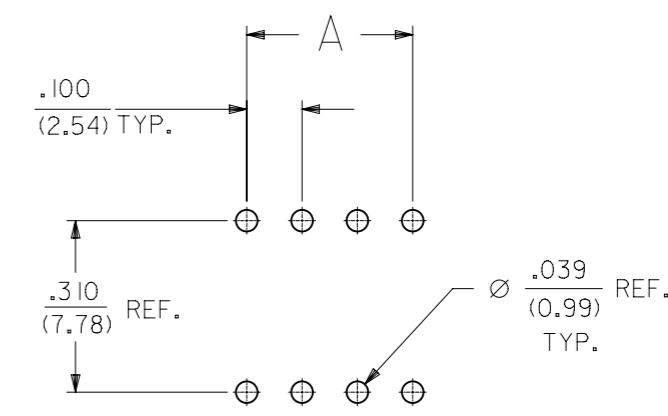 A
.100
(2.54) TYP.
.310
(7.78) REF.
Ø .039
(0.99) REF.
TYP.